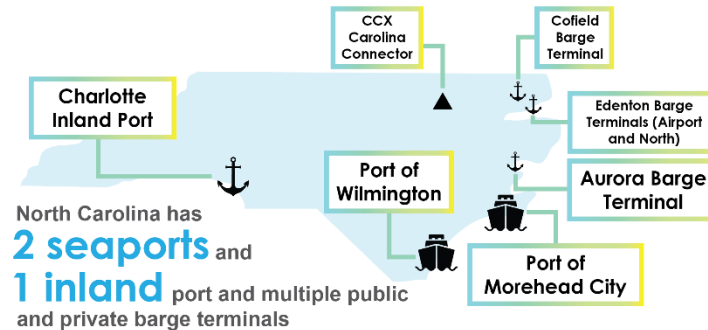 CCX
Carolina
Connector
Cofield
Barge
Terminal
Charlotte
Inland Port
Edenton Barge
Terminals (Airport
and North)
Port of
Wilmington
Aurora Barge
Terminal
Port of
Morehead City
North Carolina has
2 seaports and
1 inland port and multiple public
and private barge terminals